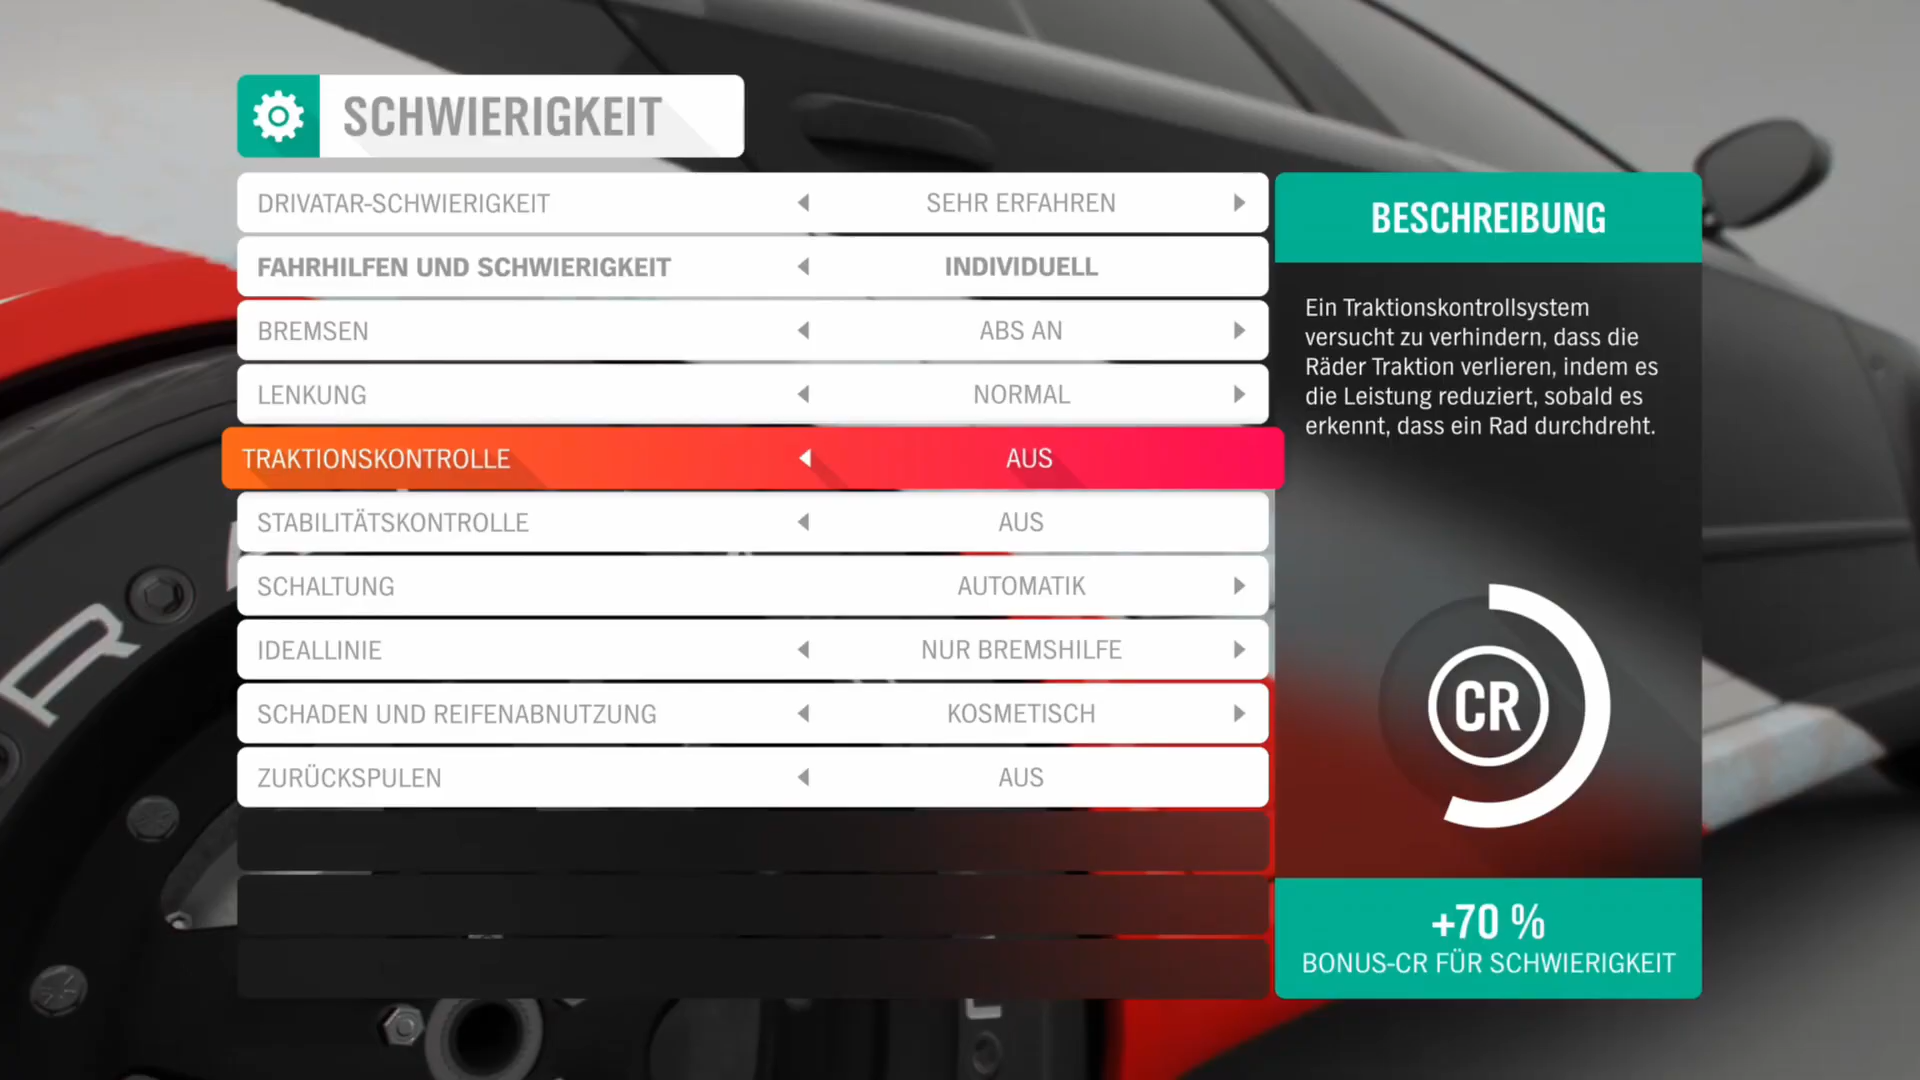 SCHWIERIGKEIT
DRIVATAR-SCHWIERIGKEIT SEHR ERFAHREN
FAHRHILFEN UND SCHWIERIGKEIT INDIVIDUELL
BREMSEN ABS AN
LENKUNG NORMAL
TRAKTIONSKONTROLLE AUS
STABILITÄTSKONTROLLE AUS
SCHALTUNG AUTOMATIK
IDEALLINIE NUR BREMSHILFE
SCHADEN UND REIFENABNUTZUNG KOSMETISCH
ZURÜCKSPULEN AUS
BESCHREIBUNG
Ein Traktionskontrollsystem
versucht zu verhindern, dass die
Räder Traktion verlieren, indem es
die Leistung reduziert, sobald es
erkennt, dass ein Rad durchdreht.
CR
+70 %
BONUS-CR FÜR SCHWIERIGKEIT